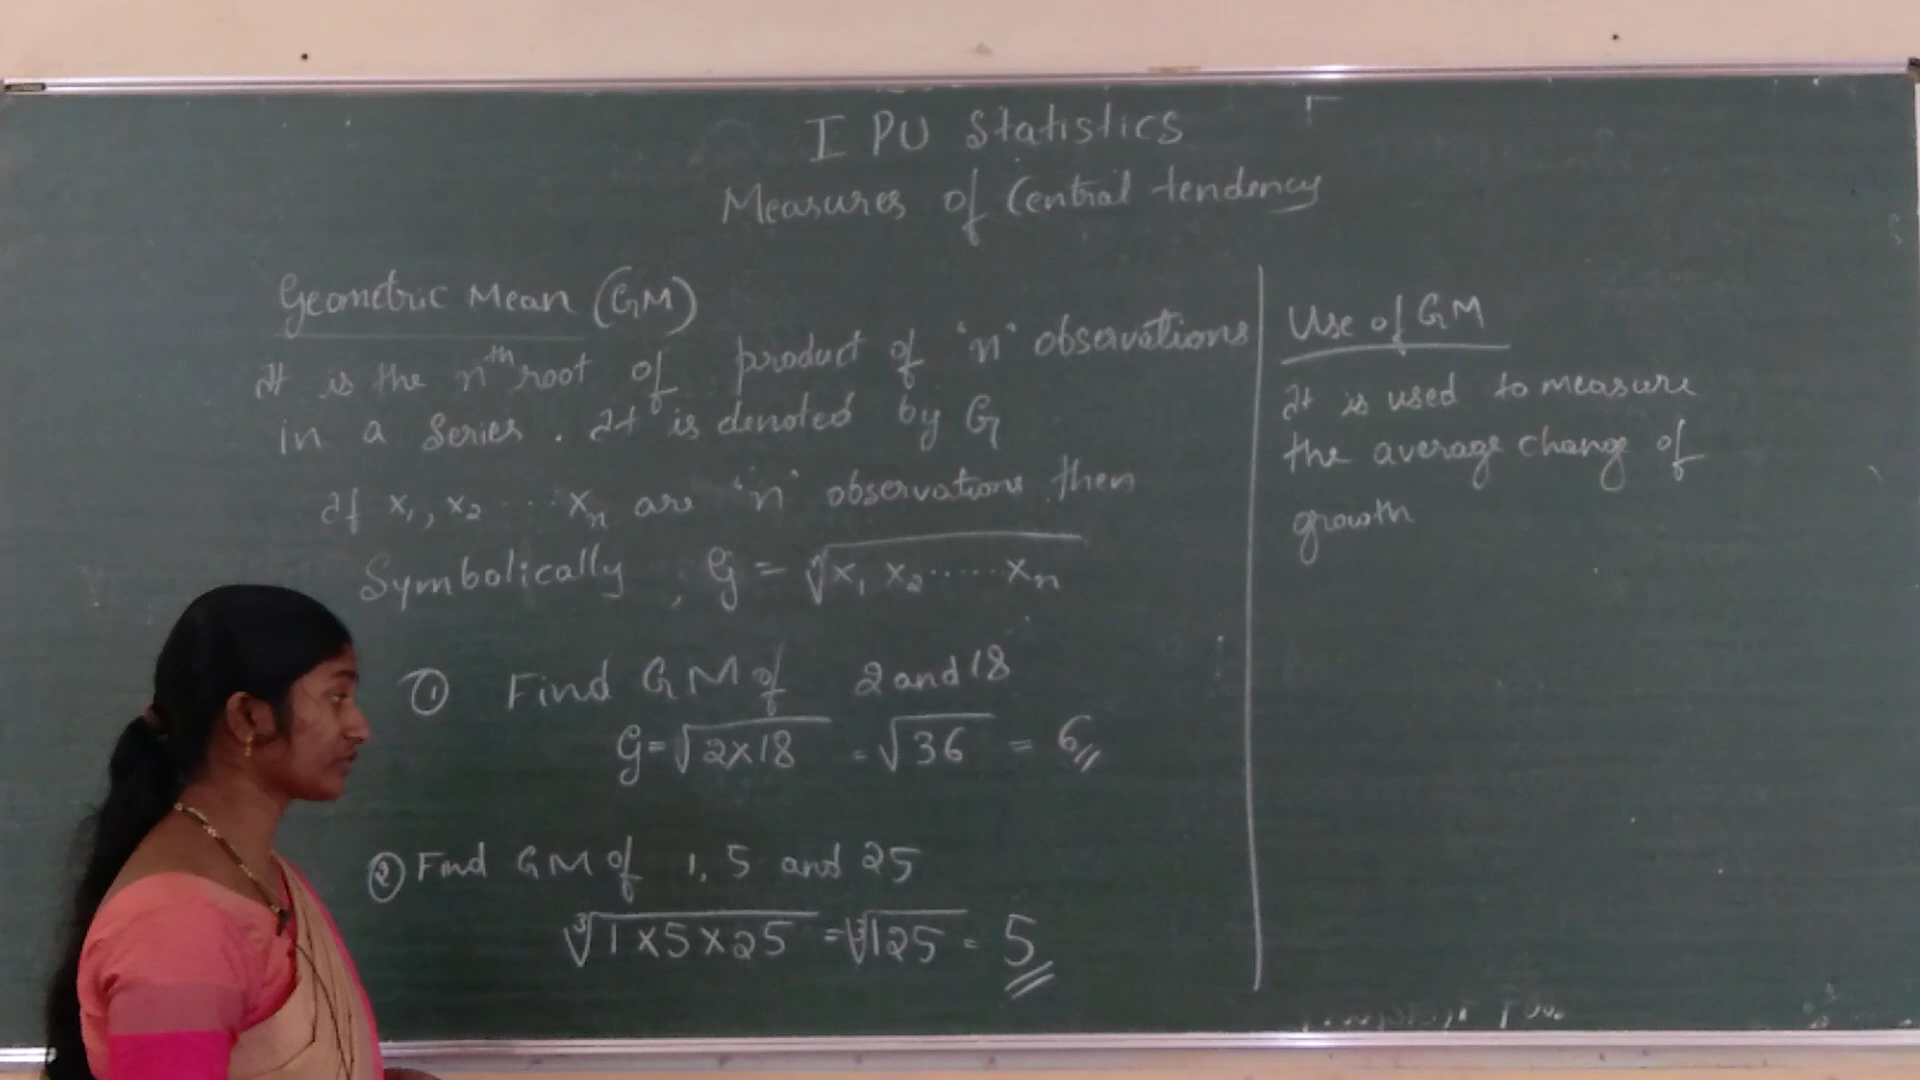 I PU Statistics
Measures of Central tendency
Geometric Mean (GM)
It is the nth root of product of 'n' observations
in a series. It is denoted by G
If x₁, x₂ ..... xₙ are 'n' observations then
Symbolically, G = ⁿ√x₁ x₂ ...... xₙ
① Find GM of 2 and 18
G = √2×18 = √36 = 6
② Find GM of 1, 5 and 25
³√1×5×25 = ³√125 = 5
Use of GM
It is used to measure
the average change of
growth